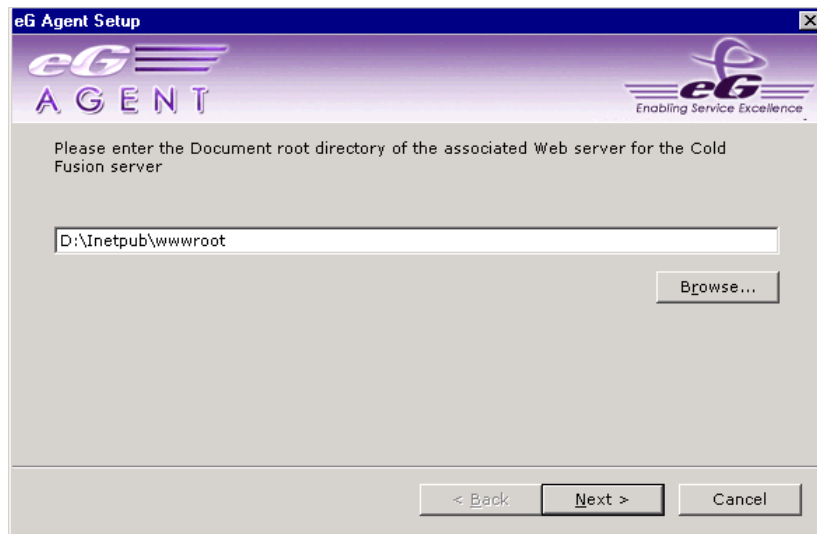 eG Agent Setup
eG
AGENT
eG
Enabling Service Excellence
Please enter the Document root directory of the associated Web server for the Cold
Fusion server
D:\Inetpub\wwwroot
Browse...
< Back
Next >
Cancel